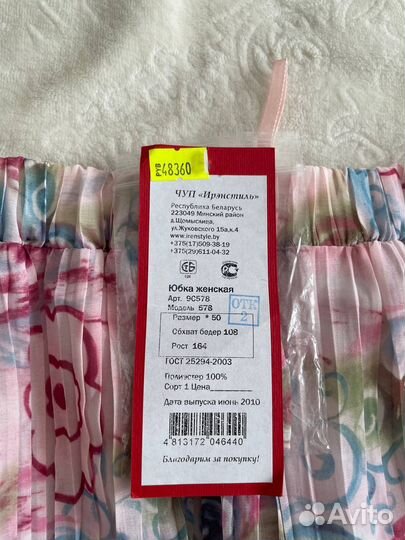 РУБ 48360
ЧУП «Ирэнстиль»
Республика Беларусь
223049 Минский район
д.Щомыслица,
ул.Жуковского 15а,к.4
www.irenstyle.by
+375(17)509-38-19
+375(29)611-04-32
Юбка женская
Арт. 9С578
Модель 578
ОТК
2
Размер * 50
Обхват бедер 108
Рост 164
ГОСТ 25294-2003
Полиэстер 100%
Сорт 1 Цена
Дата выпуска июнь 2010
4 813172 046440
Благодарим за покупку!
Avito